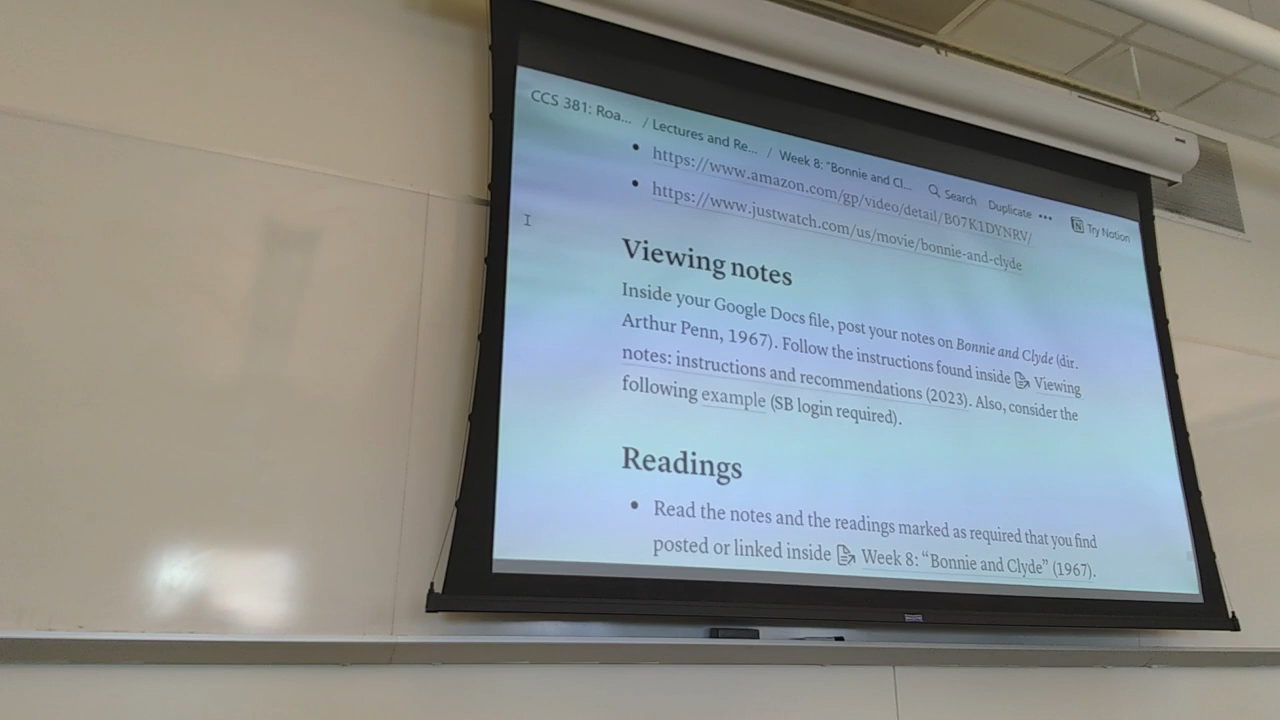 CCS 381: Roa... / Lectures and Re... / Week 8: "Bonnie and Cl... Search Duplicate ••• Try Notion
• https://www.amazon.com/gp/video/detail/B07K1DYNRV/
• https://www.justwatch.com/us/movie/bonnie-and-clyde
Viewing notes
Inside your Google Docs file, post your notes on Bonnie and Clyde (dir.
Arthur Penn, 1967). Follow the instructions found inside Viewing
notes: instructions and recommendations (2023). Also, consider the
following example (SB login required).
Readings
• Read the notes and the readings marked as required that you find
posted or linked inside Week 8: “Bonnie and Clyde” (1967).